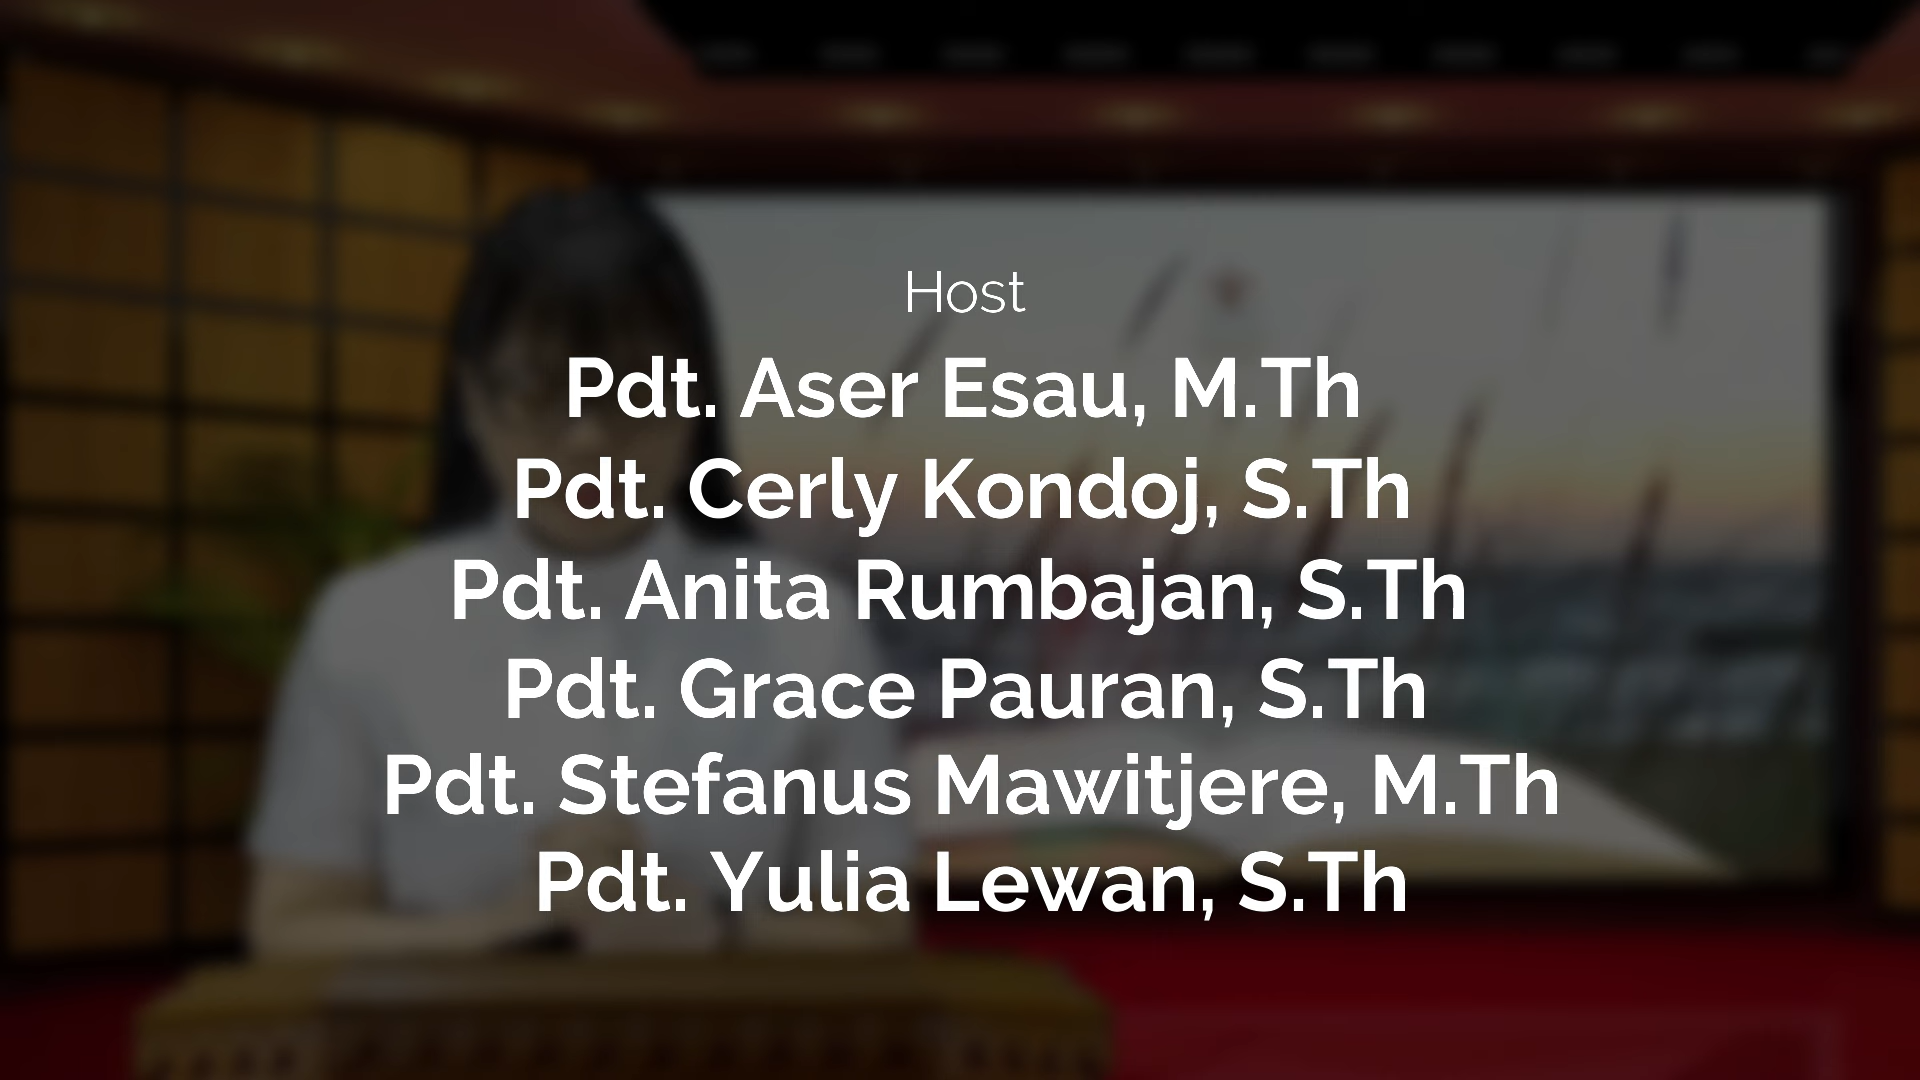 Host
Pdt. Aser Esau, M.Th
Pdt. Cerly Kondoj, S.Th
Pdt. Anita Rumbajan, S.Th
Pdt. Grace Pauran, S.Th
Pdt. Stefanus Mawitjere, M.Th
Pdt. Yulia Lewan, S.Th